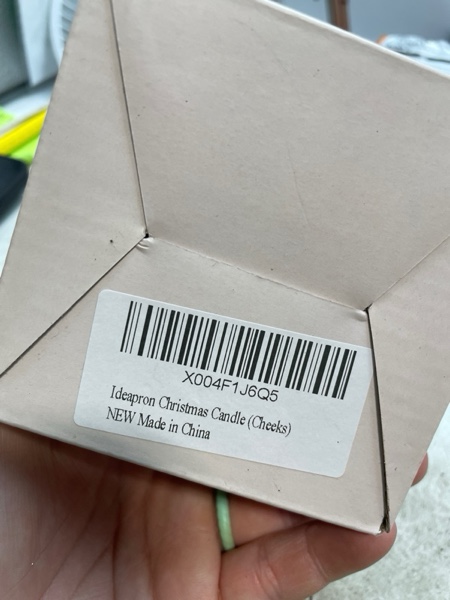 X004F1J6Q5
Ideapron Christmas Candle (Cheeks)
NEW Made in China